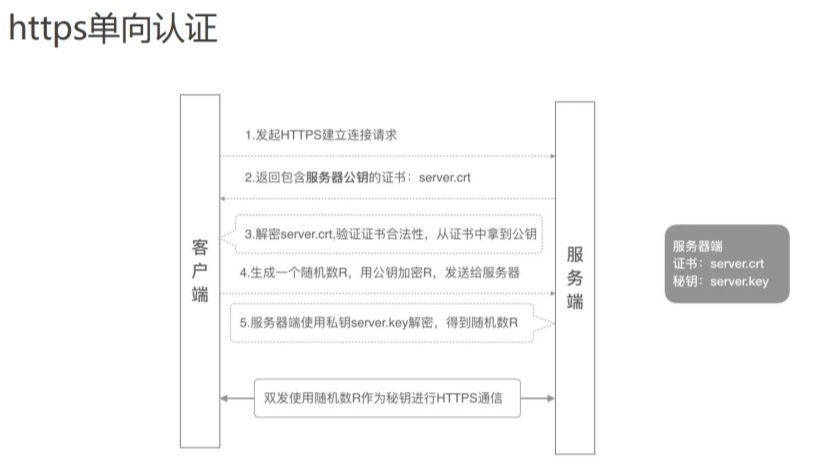 https单向认证
1.发起HTTPS建立连接请求
2.返回包含服务器公钥的证书：server.crt
3.解密server.crt,验证证书合法性，从证书中拿到公钥
4.生成一个随机数R，用公钥加密R，发送给服务器
5.服务器端使用私钥server.key解密，得到随机数R
双发使用随机数R作为秘钥进行HTTPS通信
客户端
服务端
服务器端
证书：server.crt
秘钥：server.key